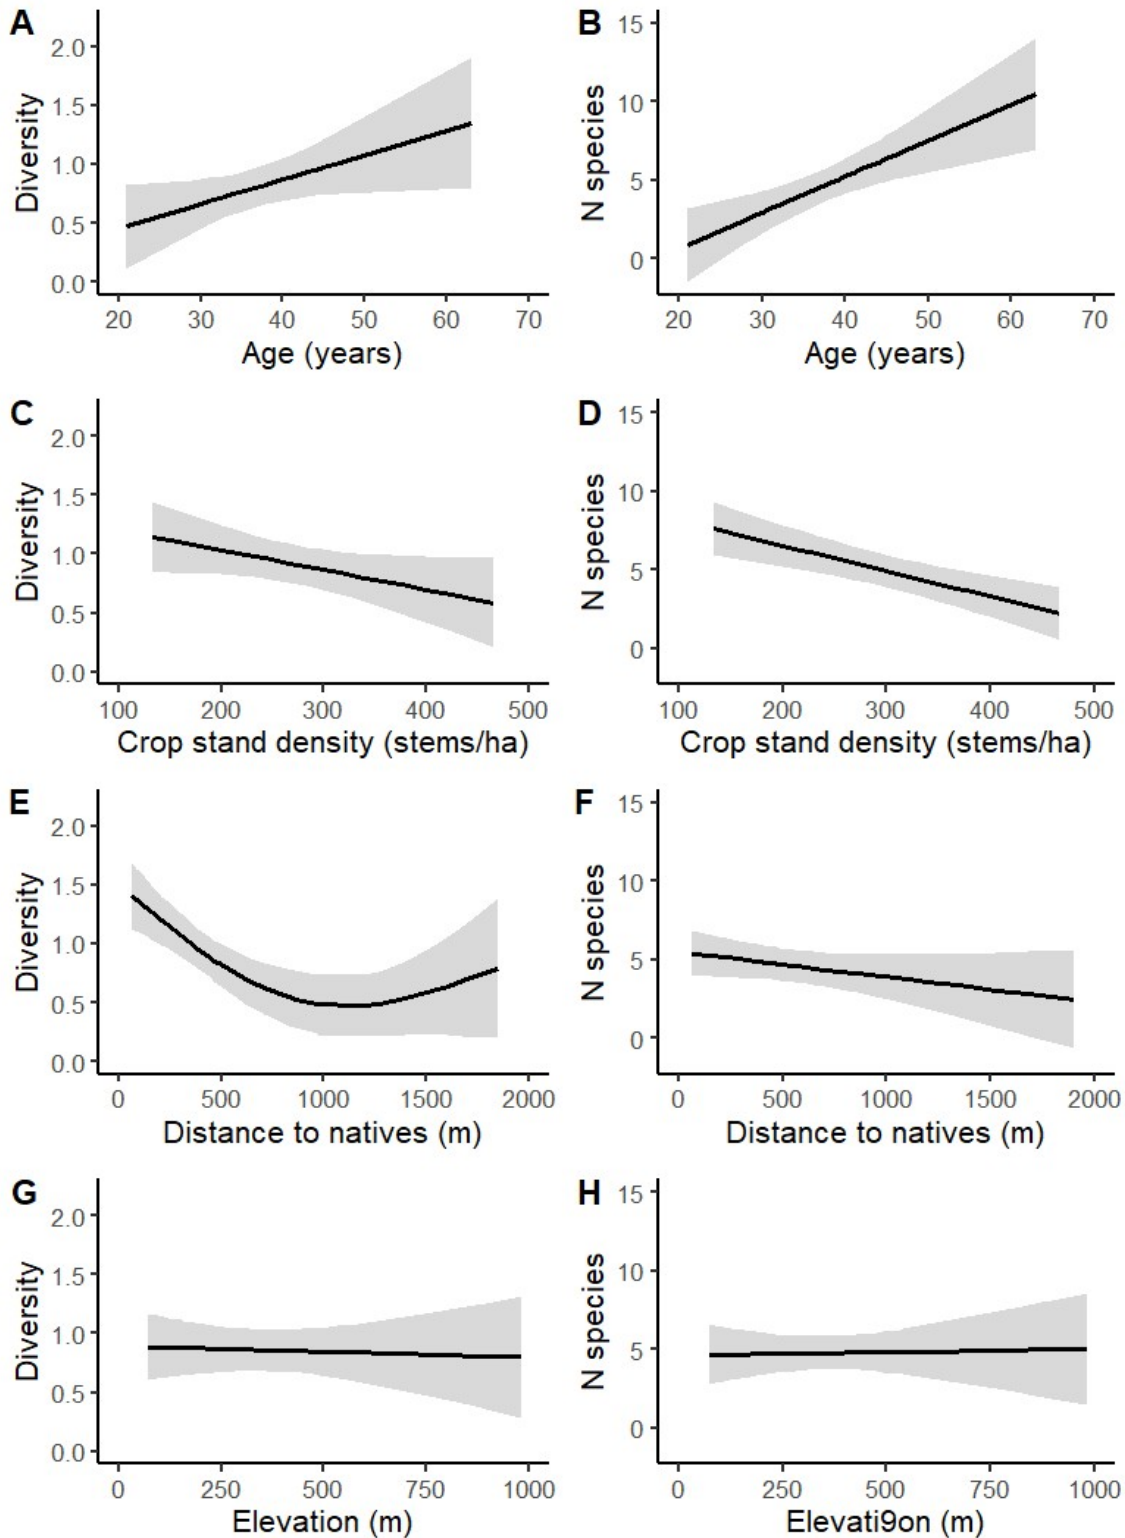 A
B
Diversity
2.0
1.5
1.0
0.5
0.0
20 30 40 50 60 70
Age (years)
N species
15
10
5
0
20 30 40 50 60 70
Age (years)
C
D
Diversity
2.0
1.5
1.0
0.5
0.0
100 200 300 400 500
Crop stand density (stems/ha)
N species
15
10
5
0
100 200 300 400 500
Crop stand density (stems/ha)
E
F
Diversity
2.0
1.5
1.0
0.5
0.0
0 500 1000 1500 2000
Distance to natives (m)
N species
15
10
5
0
0 500 1000 1500 2000
Distance to natives (m)
G
H
Diversity
2.0
1.5
1.0
0.5
0.0
0 250 500 750 1000
Elevation (m)
N species
15
10
5
0
0 250 500 750 1000
Elevati9on (m)